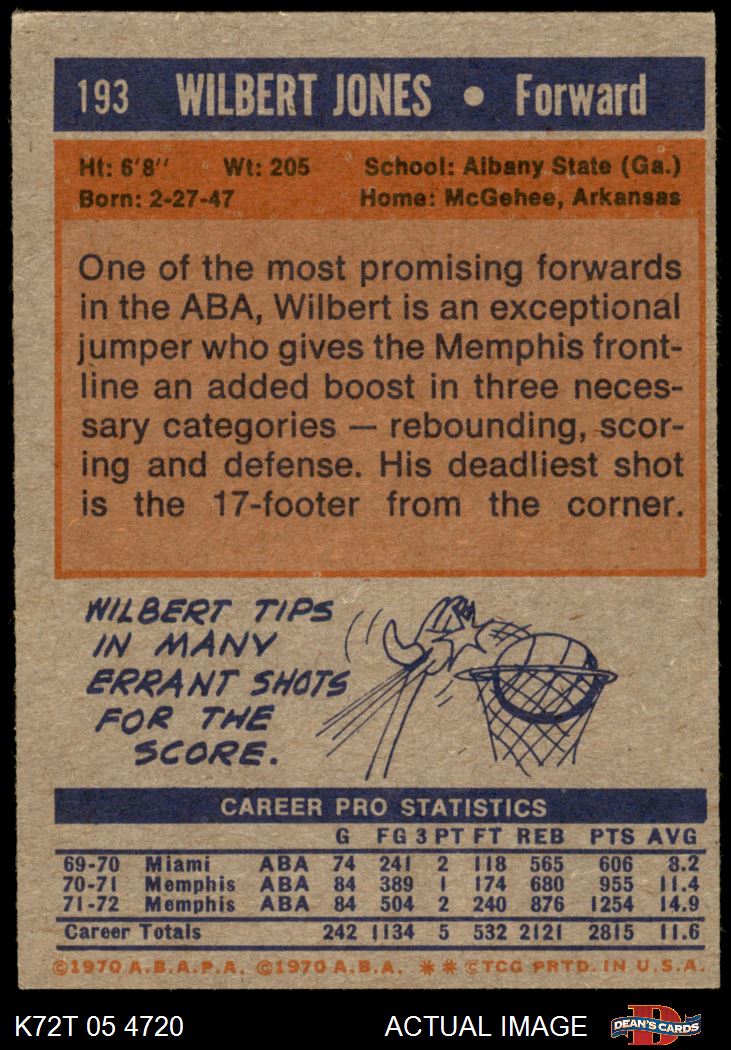 193 WILBERT JONES • Forward
Ht: 6'8" Wt: 205 School: Albany State (Ga.)
Born: 2-27-47 Home: McGehee, Arkansas
One of the most promising forwards
in the ABA, Wilbert is an exceptional
jumper who gives the Memphis front-
line an added boost in three neces-
sary categories — rebounding, scor-
ing and defense. His deadliest shot
is the 17-footer from the corner.
WILBERT TIPS
IN MANY
ERRANT SHOTS
FOR THE
SCORE.
CAREER PRO STATISTICS
G FG 3 PT FT REB PTS AVG
69-70 Miami ABA 74 241 2 118 565 606 8.2
70-71 Memphis ABA 84 389 1 174 680 955 11.4
71-72 Memphis ABA 84 504 2 240 876 1254 14.9
Career Totals 242 1134 5 532 2121 2815 11.6
©1970 A.B.A.P.A. ©1970 A.B.A. ** ©TCG PRTD. IN U.S.A.
K72T 05 4720 ACTUAL IMAGE DEAN'S CARDS